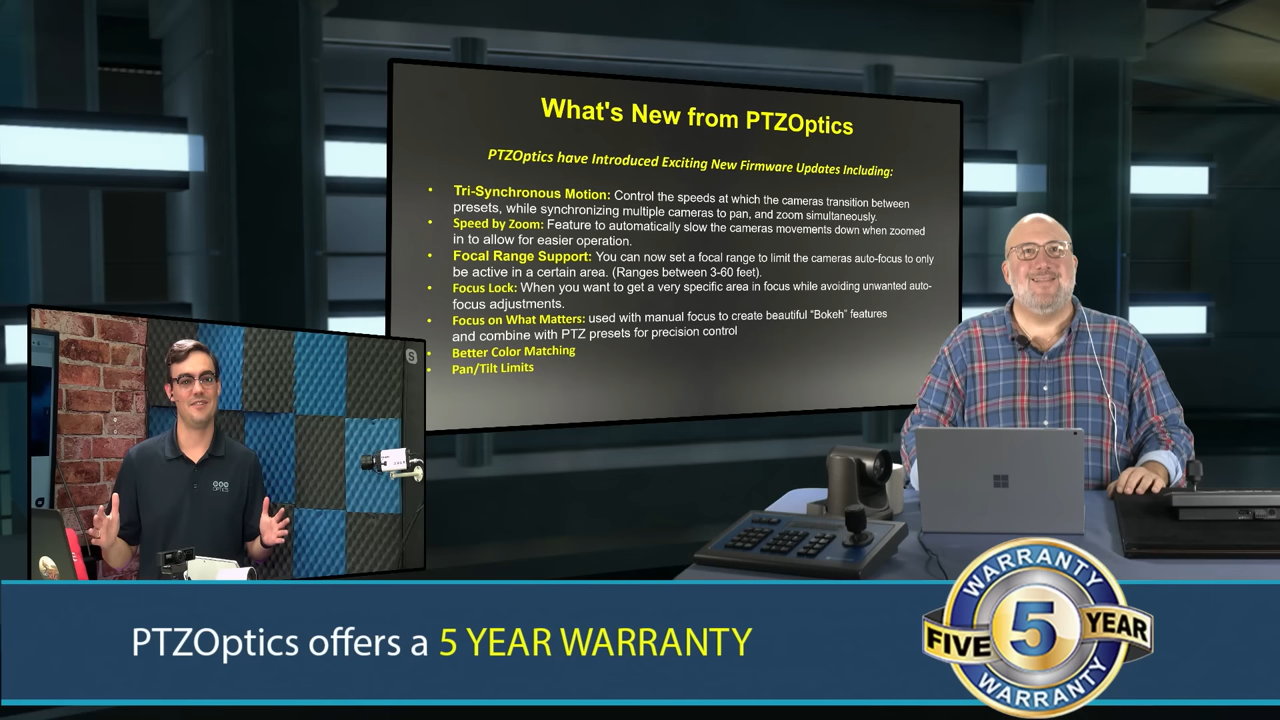 What's New from PTZOptics
PTZOptics have Introduced Exciting New Firmware Updates Including:
• Tri-Synchronous Motion: Control the speeds at which the cameras transition between
presets, while synchronizing multiple cameras to pan, and zoom simultaneously.
• Speed by Zoom: Feature to automatically slow the cameras movements down when zoomed
in to allow for easier operation.
• Focal Range Support: You can now set a focal range to limit the cameras auto-focus to only
be active in a certain area. (Ranges between 3-60 feet).
• Focus Lock: When you want to get a very specific area in focus while avoiding unwanted auto-
focus adjustments.
• Focus on What Matters: used with manual focus to create beautiful “Bokeh” features
and combine with PTZ presets for precision control
• Better Color Matching
• Pan/Tilt Limits
S
OPTICS
PTZOptics offers a 5 YEAR WARRANTY
WARRANTY
FIVE 5 YEAR
WARRANTY